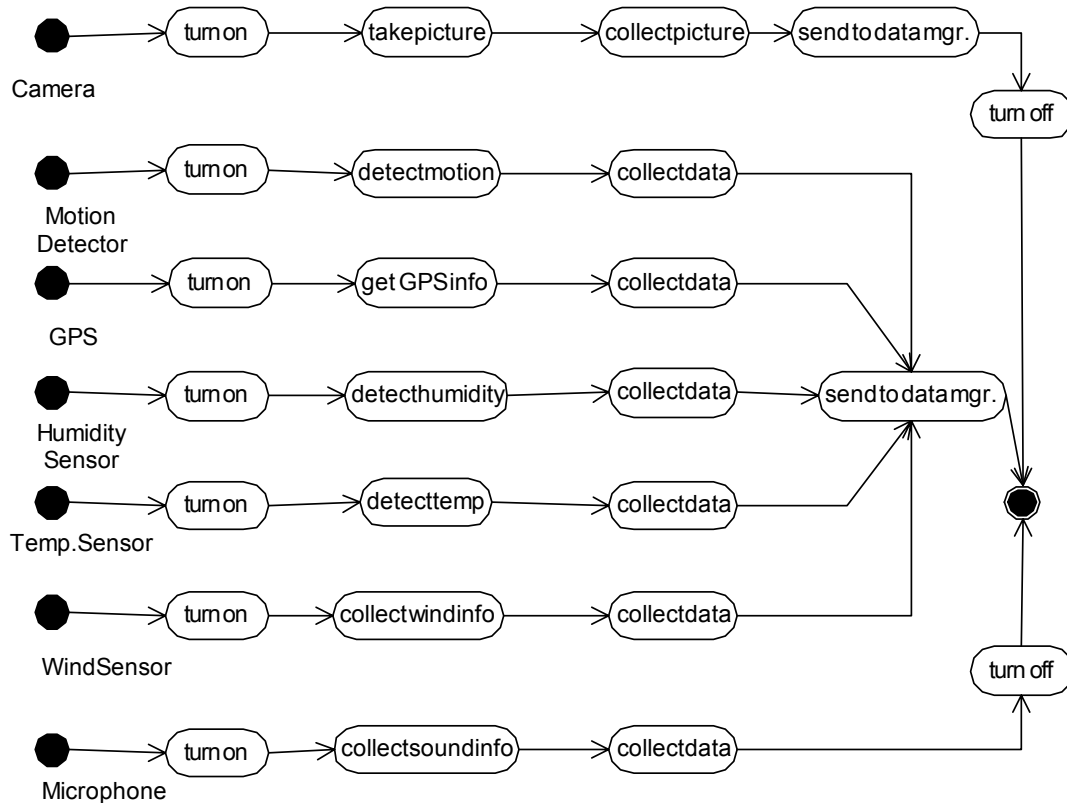 turn on
take picture
collect picture
send to data mgr.
Camera
turn off
turn on
detect motion
collect data
Motion
Detector
turn on
get GPS info
collect data
GPS
turn on
detect humidity
collect data
send to data mgr.
Humidity
Sensor
turn on
detect temp
collect data
Temp. Sensor
turn on
collect wind info
collect data
Wind Sensor
turn off
turn on
collect sound info
collect data
Microphone